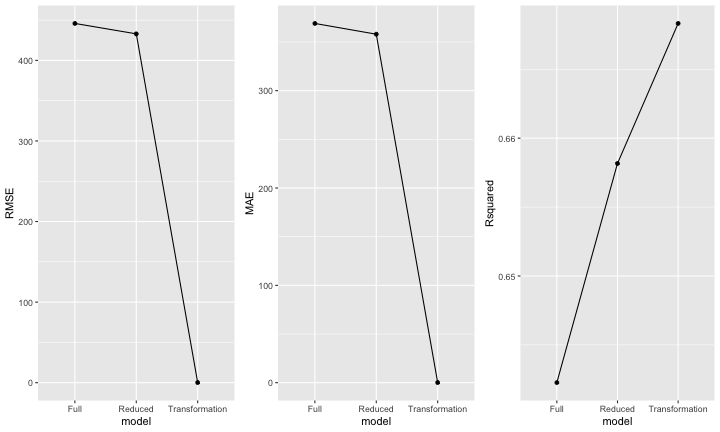 RMSE
400
300
200
100
0
Full Reduced Transformation
model
MAE
300
200
100
0
Full Reduced Transformation
model
Rsquared
0.66
0.65
Full Reduced Transformation
model